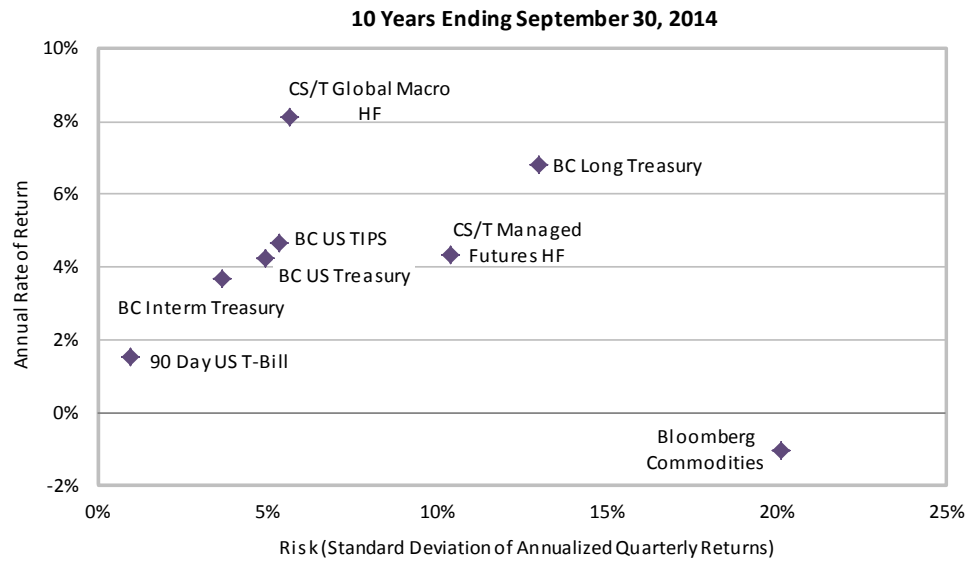 10 Years Ending September 30, 2014
10%
8%
6%
4%
2%
0%
-2%
Annual Rate of Return
CS/T Global Macro
HF
BC Long Treasury
CS/T Managed
Futures HF
BC US TIPS
BC US Treasury
BC Interm Treasury
90 Day US T-Bill
Bloomberg
Commodities
0%
5%
10%
15%
20%
25%
Risk (Standard Deviation of Annualized Quarterly Returns)